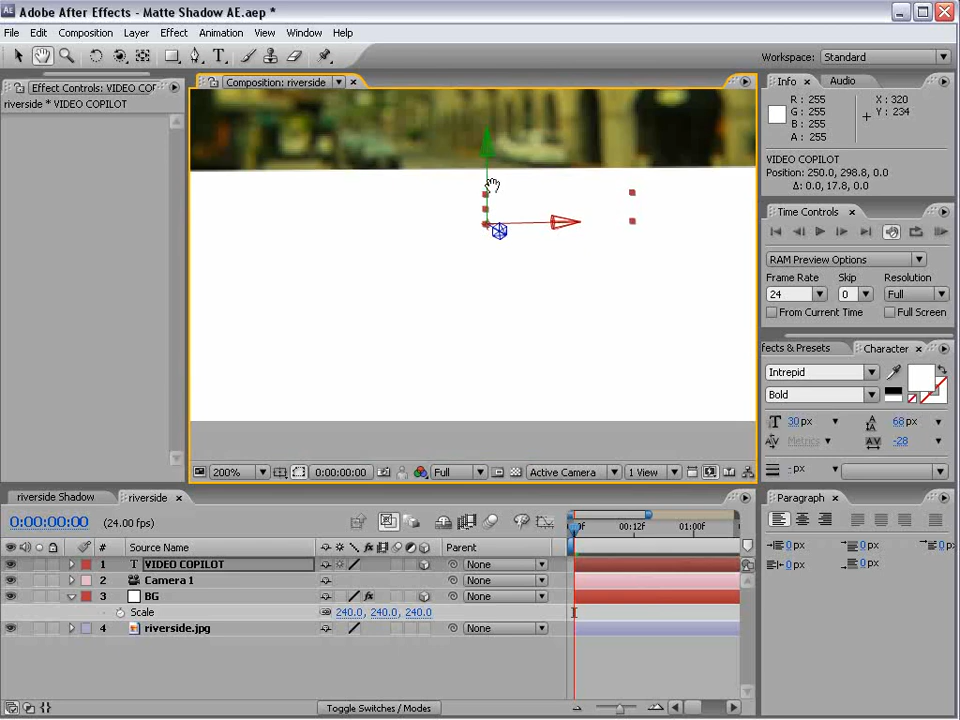 Adobe After Effects - Matte Shadow AE.aep *
File Edit Composition Layer Effect Animation View Window Help
Workspace: Standard
Effect Controls: VIDEO COP
riverside * VIDEO COPILOT
Composition: riverside
Info Audio
R: 255 X: 320
G: 255 Y: 234
B: 255
A: 255
VIDEO COPILOT
Position: 250.0, 298.8, 0.0
Δ: 0.0, 17.8, 0.0
Time Controls
RAM Preview Options
Frame Rate Skip Resolution
24 0 Full
From Current Time Full Screen
fects & Presets Character
Intrepid
Bold
30 px 68 px
Metrics -28
- px
200% 0:00:00:00 Full Active Camera 1 View
riverside Shadow riverside
0:00:00:00 (24.00 fps)
00:12f 01:00f
# Source Name Parent
1 T VIDEO COPILOT None
2 Camera 1 None
3 BG None
Scale 240.0, 240.0, 240.0
4 riverside.jpg None
Toggle Switches / Modes
Paragraph
0 px 0 px 0 px
0 px 0 px